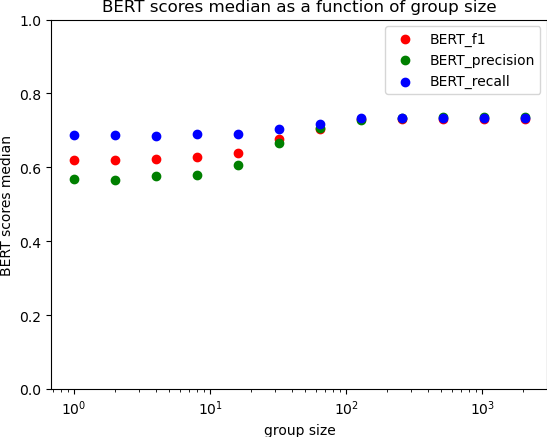 BERT scores median as a function of group size
BERT_f1
BERT_precision
BERT_recall
BERT scores median
1.0
0.8
0.6
0.4
0.2
0.0
10⁰
10¹
10²
10³
group size